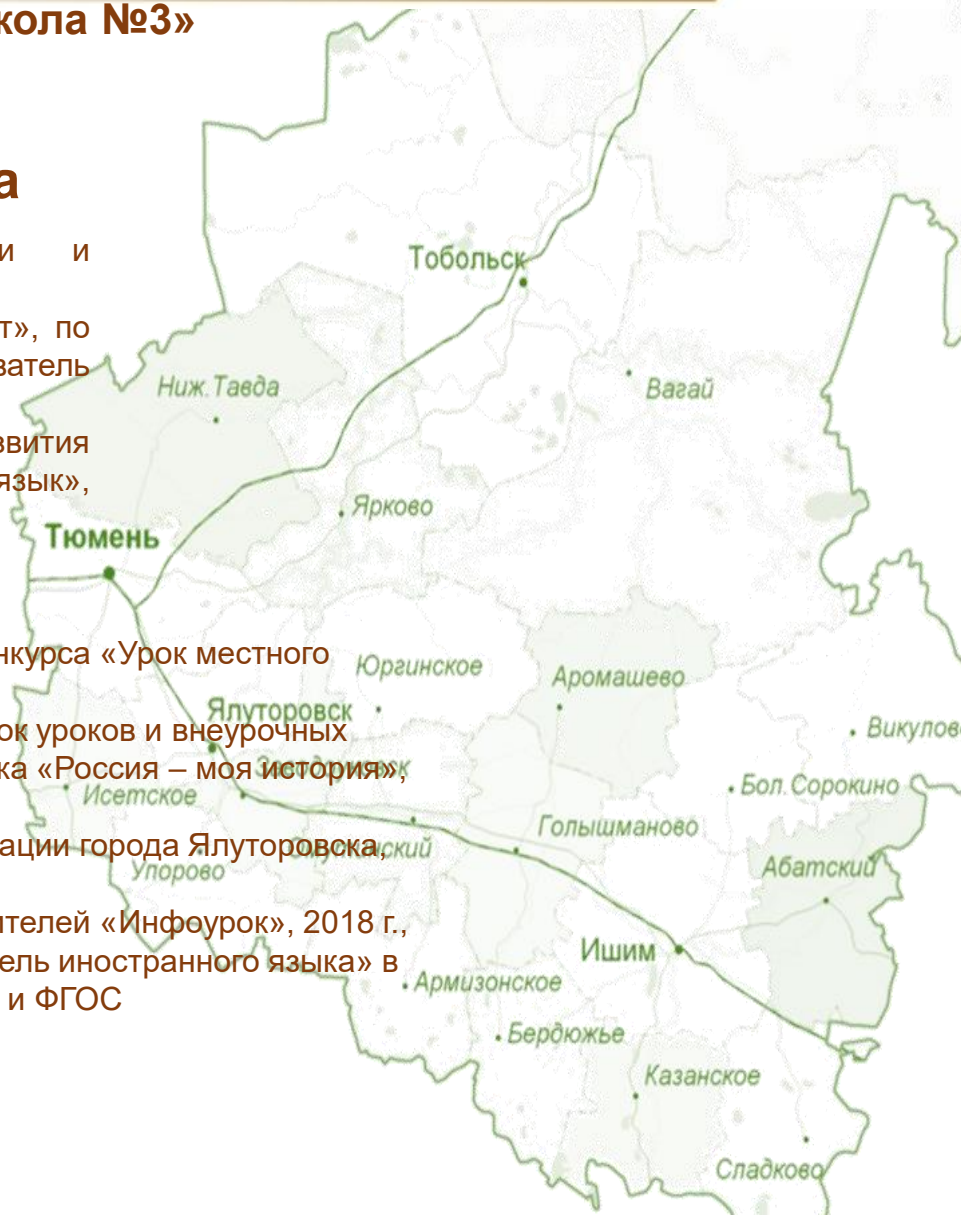 кола №3»
а
и и
т», по
ватель
звития
язык»,
нкурса «Урок местного
ок уроков и внеурочных
ка «Россия – моя история»,
ации города Ялуторовска,
ителей «Инфоурок», 2018 г.,
ель иностранного языка» в
и ФГОС
Тобольск
Ниж.Тавда
Вагай
Ярково
Тюмень
Юргинское
Аромашево
Ялуторовск
Викулово
Исетское
Бол.Сорокино
Голышманово
Упорово
Абатский
Ишим
Армизонское
Бердюжье
Казанское
Сладково